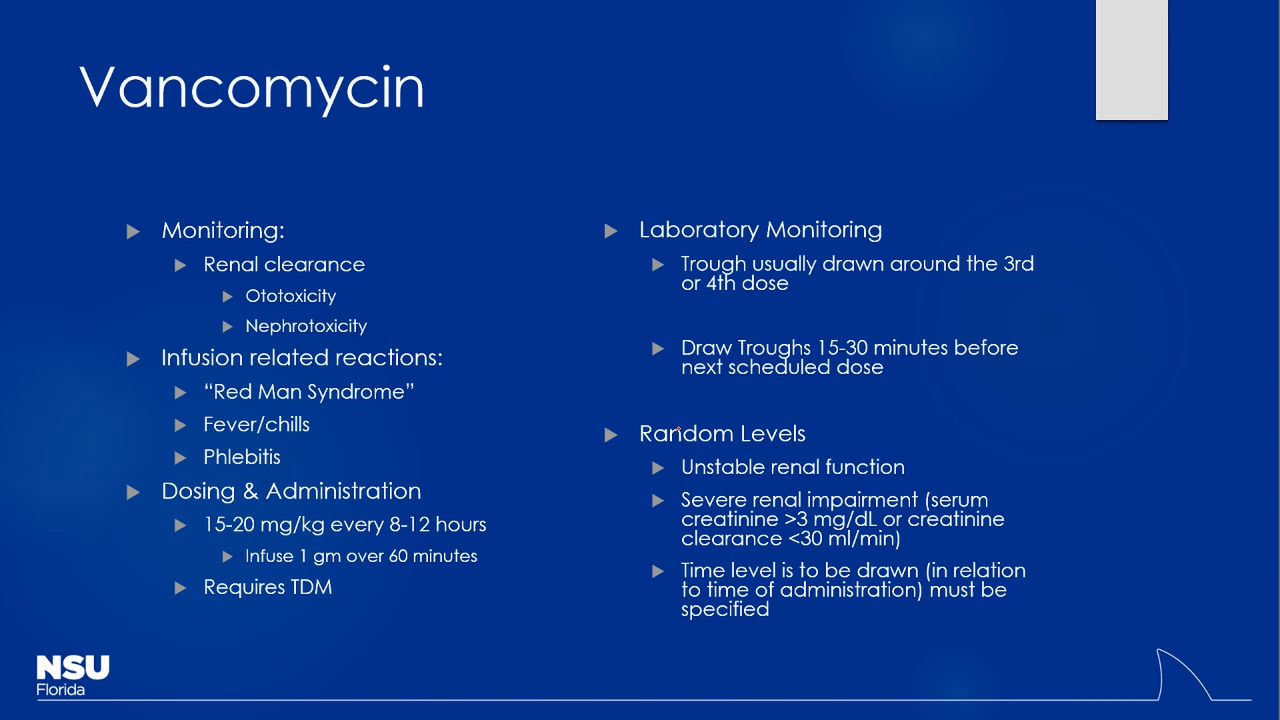 Vancomycin
Monitoring:
Renal clearance
Ototoxicity
Nephrotoxicity
Infusion related reactions:
“Red Man Syndrome”
Fever/chills
Phlebitis
Dosing & Administration
15-20 mg/kg every 8-12 hours
Infuse 1 gm over 60 minutes
Requires TDM
Laboratory Monitoring
Trough usually drawn around the 3rd
or 4th dose
Draw Troughs 15-30 minutes before
next scheduled dose
Random Levels
Unstable renal function
Severe renal impairment (serum
creatinine >3 mg/dL or creatinine
clearance <30 ml/min)
Time level is to be drawn (in relation
to time of administration) must be
specified
NSU
Florida